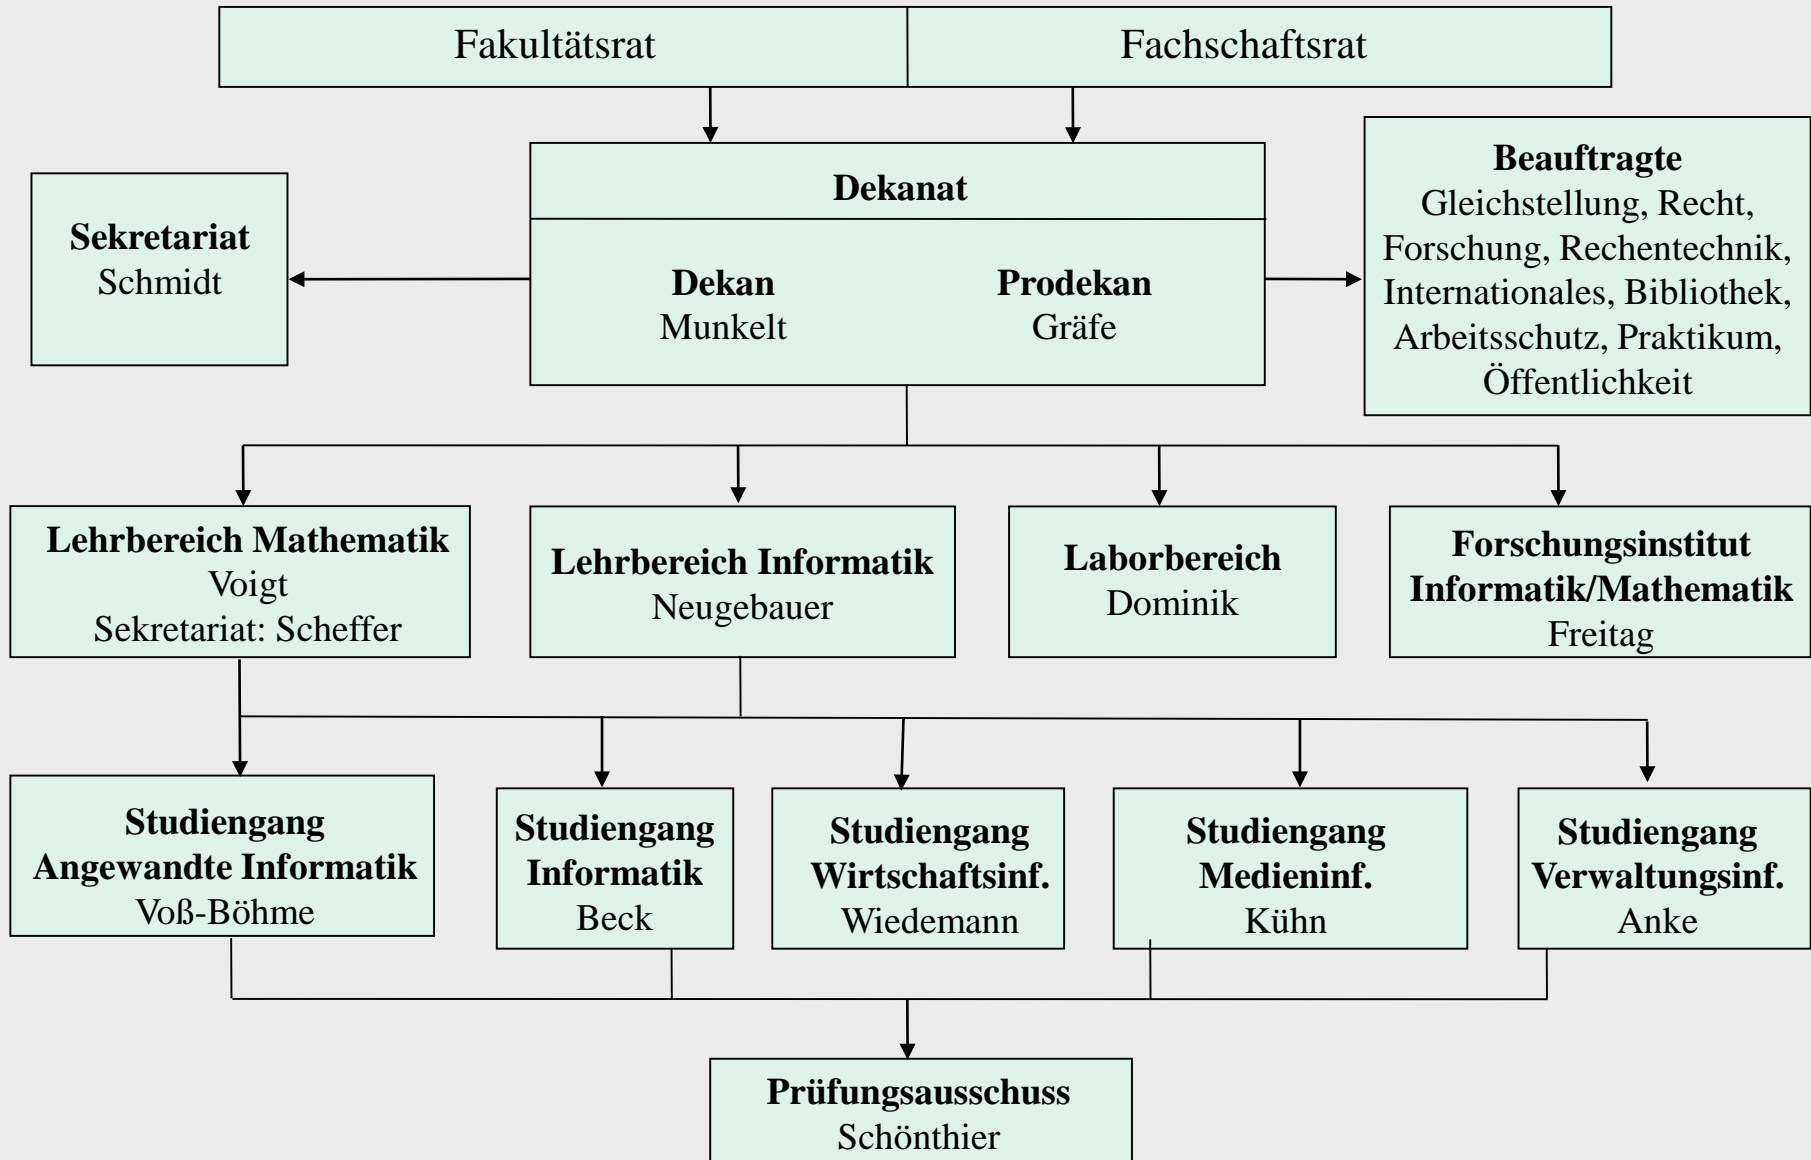 Fakultätsrat
Fachschaftsrat
Dekanat
Dekan
Munkelt
Prodekan
Gräfe
Sekretariat
Schmidt
Beauftragte
Gleichstellung, Recht,
Forschung, Rechentechnik,
Internationales, Bibliothek,
Arbeitsschutz, Praktikum,
Öffentlichkeit
Lehrbereich Mathematik
Voigt
Sekretariat: Scheffer
Lehrbereich Informatik
Neugebauer
Laborbereich
Dominik
Forschungsinstitut
Informatik/Mathematik
Freitag
Studiengang
Angewandte Informatik
Voß-Böhme
Studiengang
Informatik
Beck
Studiengang
Wirtschaftsinf.
Wiedemann
Studiengang
Medieninf.
Kühn
Studiengang
Verwaltungsinf.
Anke
Prüfungsausschuss
Schönthier